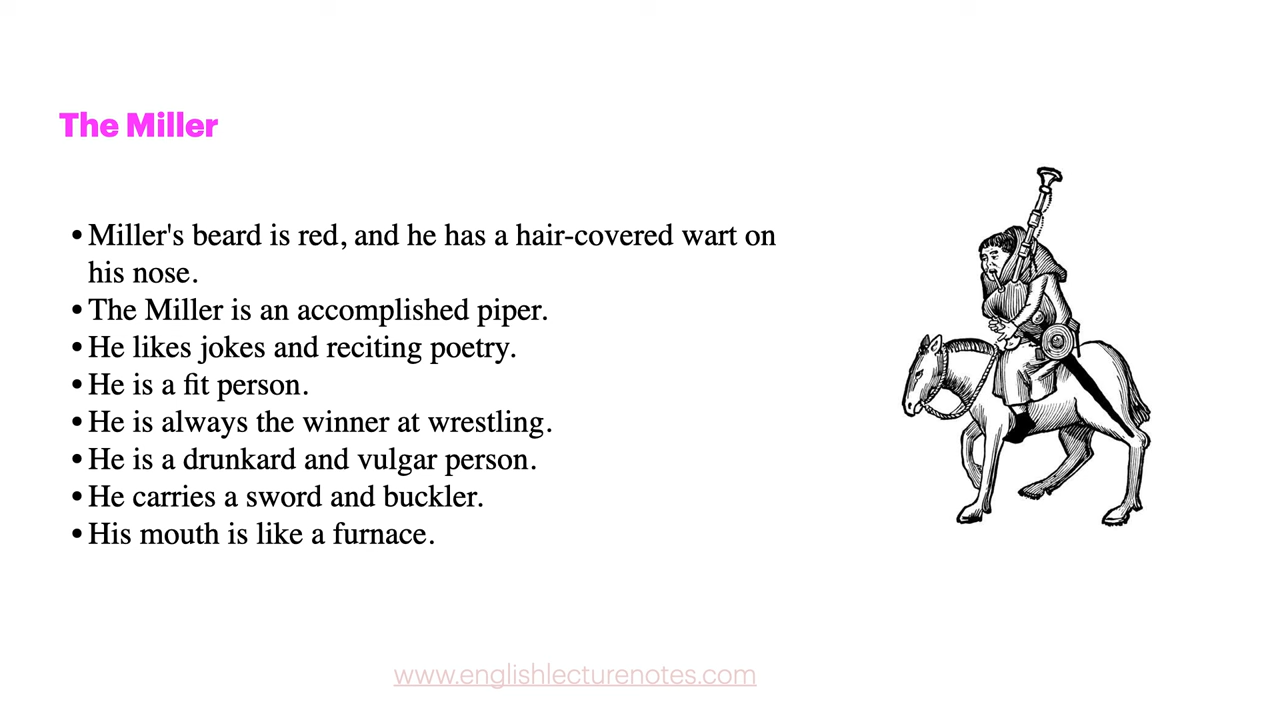 The Miller
• Miller's beard is red, and he has a hair-covered wart on
his nose.
• The Miller is an accomplished piper.
• He likes jokes and reciting poetry.
• He is a fit person.
• He is always the winner at wrestling.
• He is a drunkard and vulgar person.
• He carries a sword and buckler.
• His mouth is like a furnace.
www.englishlecturenotes.com